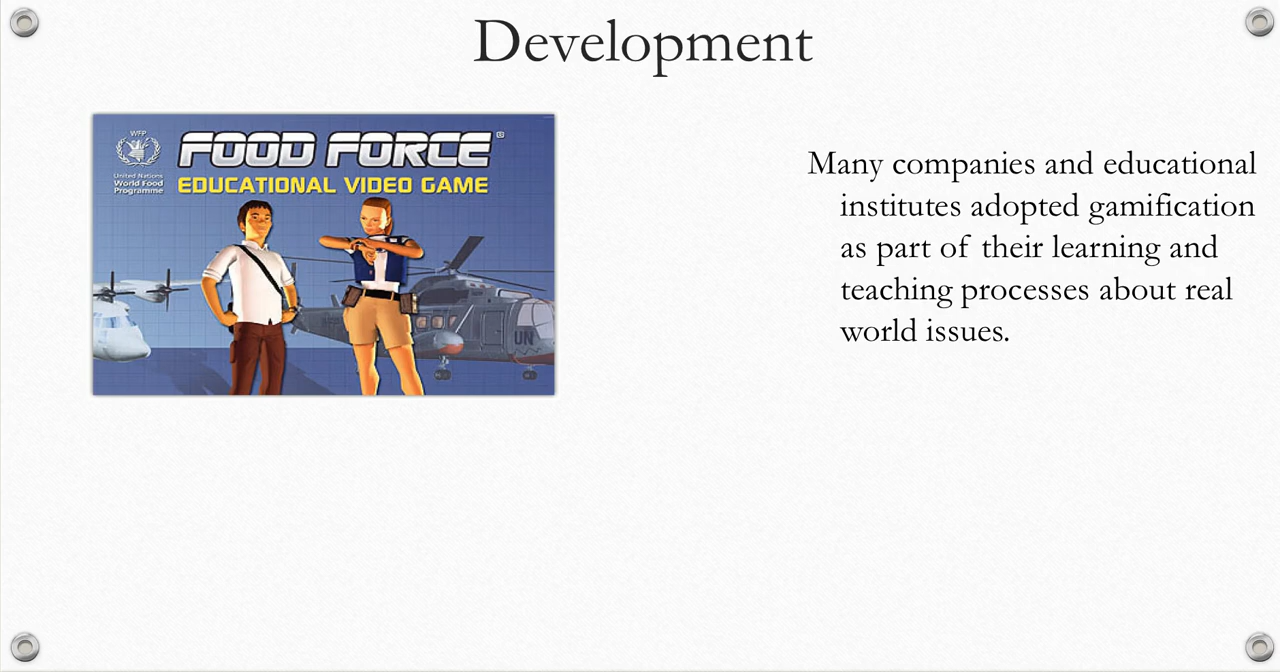 Development
WFP
United Nations
World Food
Programme
FOOD FORCE
EDUCATIONAL VIDEO GAME
UN
Many companies and educational
institutes adopted gamification
as part of their learning and
teaching processes about real
world issues.